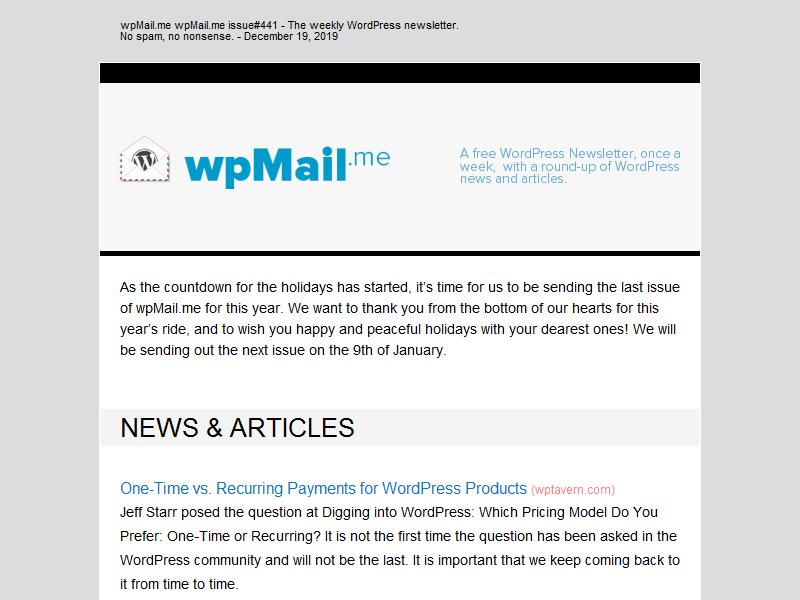 wpMail.me wpMail.me issue#441 - The weekly WordPress newsletter.
No spam, no nonsense. - December 19, 2019
wpMail.me
A free WordPress Newsletter, once a
week, with a round-up of WordPress
news and articles.
As the countdown for the holidays has started, it’s time for us to be sending the last issue
of wpMail.me for this year. We want to thank you from the bottom of our hearts for this
year’s ride, and to wish you happy and peaceful holidays with your dearest ones! We will
be sending out the next issue on the 9th of January.
NEWS & ARTICLES
One-Time vs. Recurring Payments for WordPress Products (wptavern.com)
Jeff Starr posed the question at Digging into WordPress: Which Pricing Model Do You
Prefer: One-Time or Recurring? It is not the first time the question has been asked in the
WordPress community and will not be the last. It is important that we keep coming back to
it from time to time.